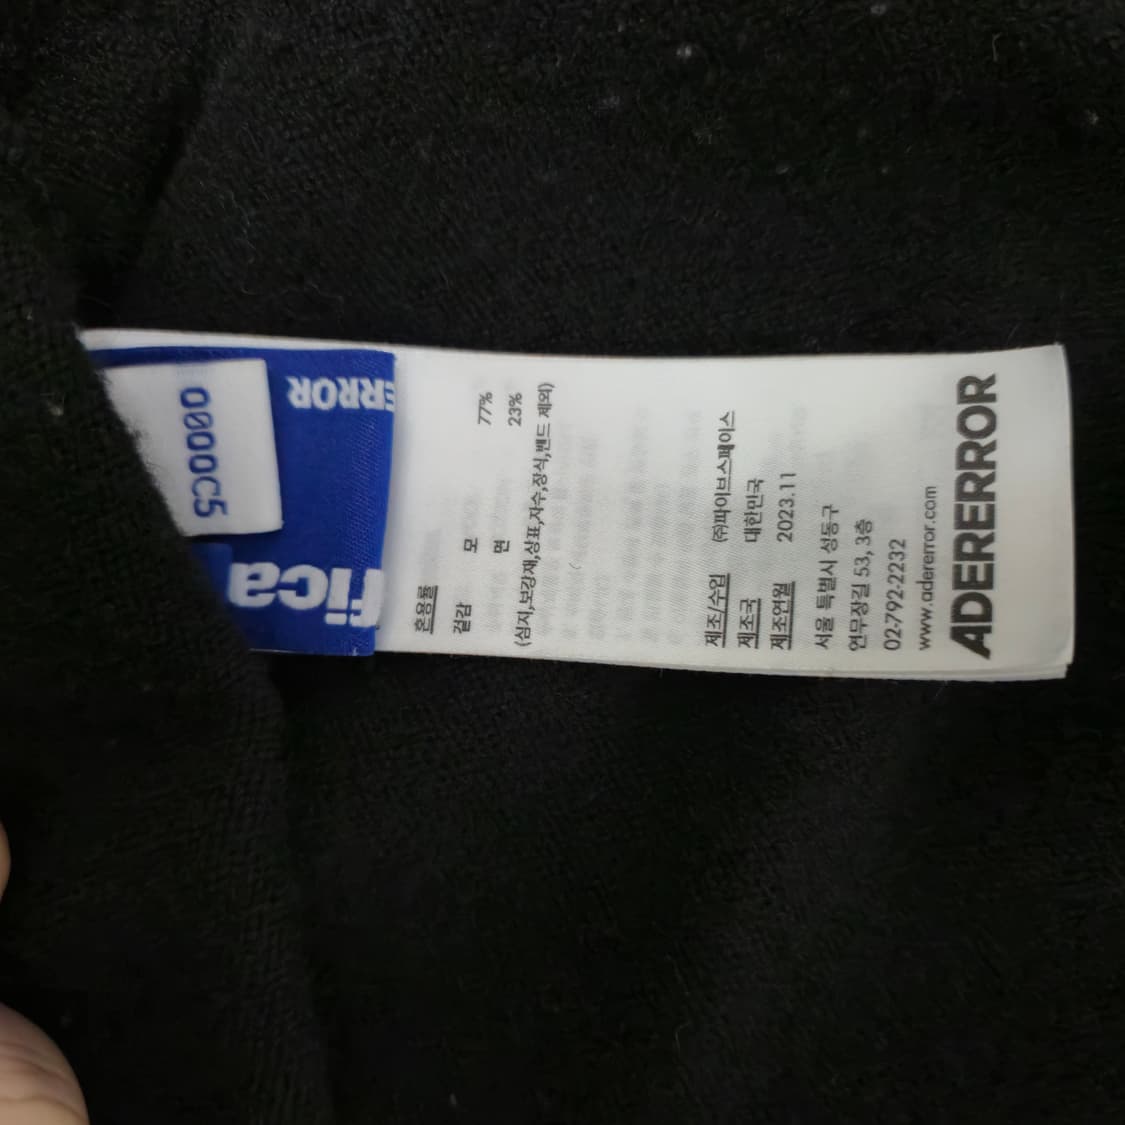 혼용률
겉감 모 77%
면 23%
(심지,보강재,상표,자수,장식,밴드 제외)
제조/수입 ㈜파이브스페이스
제조국 대한민국
제조연월 2023.11
서울 특별시 성동구
연무장길 53, 3층
02-792-2232
www.adererror.com
ADERERROR
ERROR
fica
0000C5